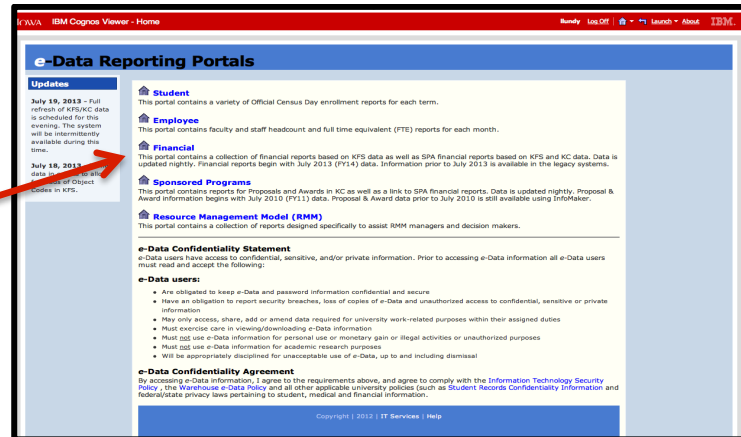 IOWA IBM Cognos Viewer - Home
llundy Log Off Launch About IBM.
e-Data Reporting Portals
Updates
July 19, 2013 - Full
refresh of KFS/KC data
is scheduled for this
evening. The system
will be intermittently
available during this
time.
July 18, 2013
data in to allo
of Object
Codes in KFS.
Student
This portal contains a variety of Official Census Day enrollment reports for each term.
Employee
This portal contains faculty and staff headcount and full time equivalent (FTE) reports for each month.
Financial
This portal contains a collection of financial reports based on KFS data as well as SPA financial reports based on KFS and KC data. Data is
updated nightly. Financial reports begin with July 2013 (FY14) data. Information prior to July 2013 is available in the legacy systems.
Sponsored Programs
This portal contains reports for Proposals and Awards in KC as well as a link to SPA financial reports. Data is updated nightly. Proposal &
Award information begins with July 2010 (FY11) data. Proposal & Award data prior to July 2010 is still available using InfoMaker.
Resource Management Model (RMM)
This portal contains a collection of reports designed specifically to assist RMM managers and decision makers.
e-Data Confidentiality Statement
e-Data users have access to confidential, sensitive, and/or private information. Prior to accessing e-Data information all e-Data users
must read and accept the following:
e-Data users:
• Are obligated to keep e-Data and password information confidential and secure
• Have an obligation to report security breaches, loss of copies of e-Data and unauthorized access to confidential, sensitive or private
information
• May only access, share, add or amend data required for university work-related purposes within their assigned duties
• Must exercise care in viewing/downloading e-Data information
• Must not use e-Data information for personal use or monetary gain or illegal activities or unauthorized purposes
• Must not use e-Data information for academic research purposes
• Will be appropriately disciplined for unacceptable use of e-Data, up to and including dismissal
e-Data Confidentiality Agreement
By accessing e-Data information, I agree to the requirements above, and agree to comply with the Information Technology Security
Policy , the Warehouse e-Data Policy and all other applicable university policies (such as Student Records Confidentiality Information and
federal/state privacy laws pertaining to student, medical and financial information.
Copyright | 2012 | IT Services | Help